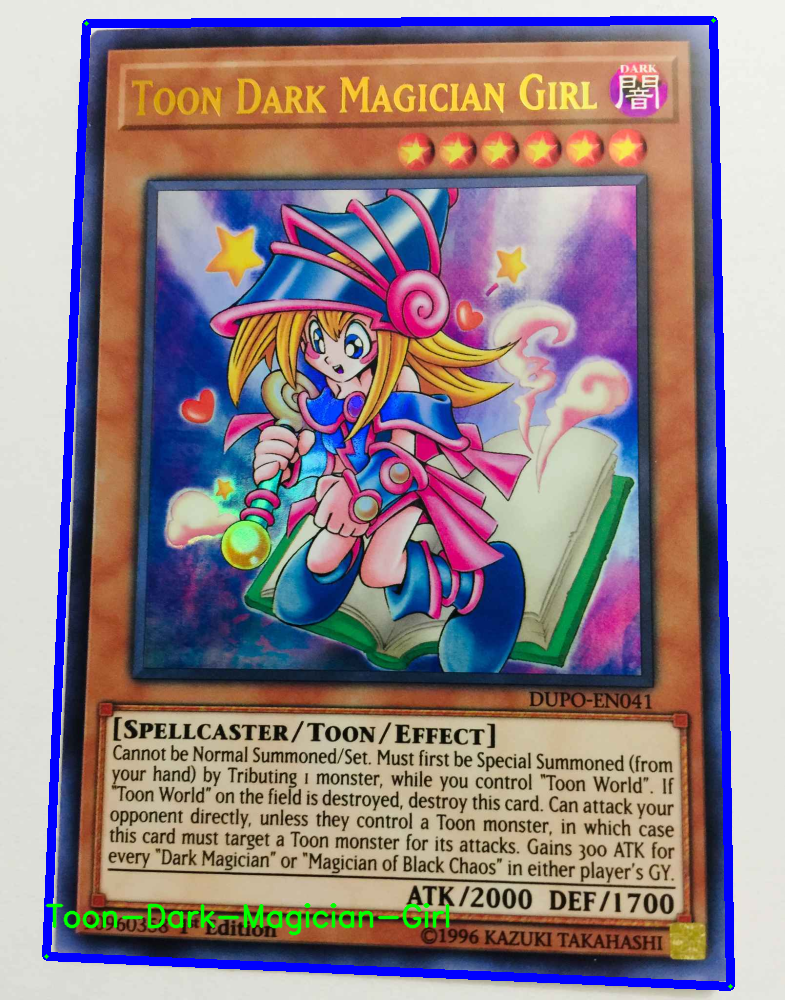 TOON DARK MAGICIAN GIRL
DARK
闇
DUPO-EN041
[SPELLCASTER/TOON/EFFECT]
Cannot be Normal Summoned/Set. Must first be Special Summoned (from
your hand) by Tributing 1 monster, while you control "Toon World". If
"Toon World" on the field is destroyed, destroy this card. Can attack your
opponent directly, unless they control a Toon monster, in which case
this card must target a Toon monster for its attacks. Gains 300 ATK for
every "Dark Magician" or "Magician of Black Chaos" in either player's GY.
ATK/2000 DEF/1700
Toon-Dark-Magician-Girl
1st Edition
©1996 KAZUKI TAKAHASHI